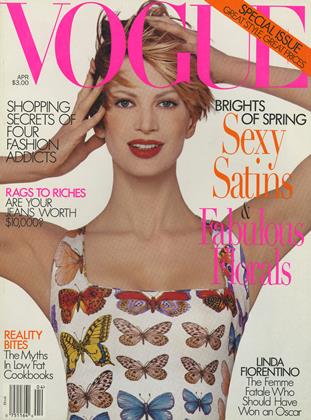 VOGUE
APR
$3.00
SPECIAL ISSUE
GREAT STYLE, GREAT PRICES
SHOPPING
SECRETS OF
FOUR
FASHION
ADDICTS
RAGS TO RICHES
ARE YOUR
JEANS WORTH
$10,000?
REALITY
BITES
The Myths
In Low Fat
Cookbooks
BRIGHTS
OF SPRING
Sexy
Satins
&
Fabulous
Florals
LINDA
FIORENTINO
The Femme
Fatale Who
Should Have
Won an Oscar
04